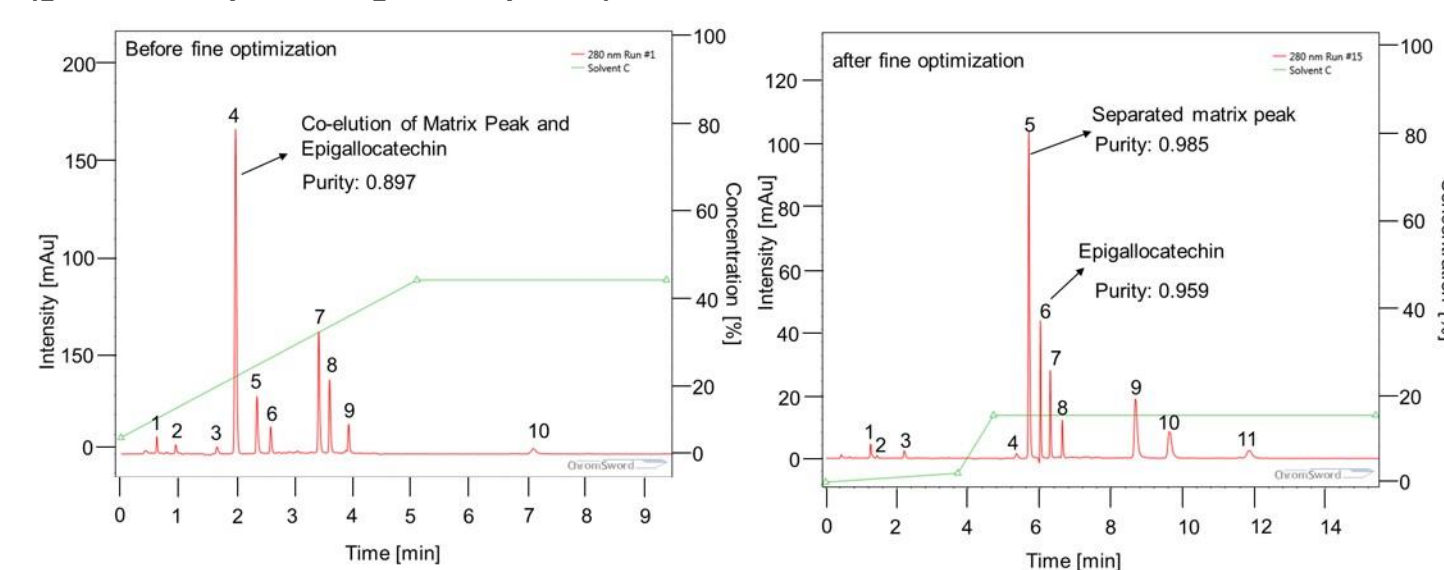 Before fine optimization
280 nm Run #1
Solvent C
200
150
100
150
0
Intensity [mAu]
4
Co-elution of Matrix Peak and
Epigallocatechin
Purity: 0.897
1
2
3
5
6
7
8
9
10
100
80
60
40
20
0
Concentration [%]
ChromSword
0 1 2 3 4 5 6 7 8 9
Time [min]
after fine optimization
280 nm Run #15
Solvent C
120
100
80
60
40
20
0
Intensity [mAu]
5
Separated matrix peak
Purity: 0.985
Epigallocatechin
Purity: 0.959
6
7
8
1
2
3
4
9
10
11
100
80
60
40
20
0
ChromSword
0 2 4 6 8 10 12 14
Time [min]